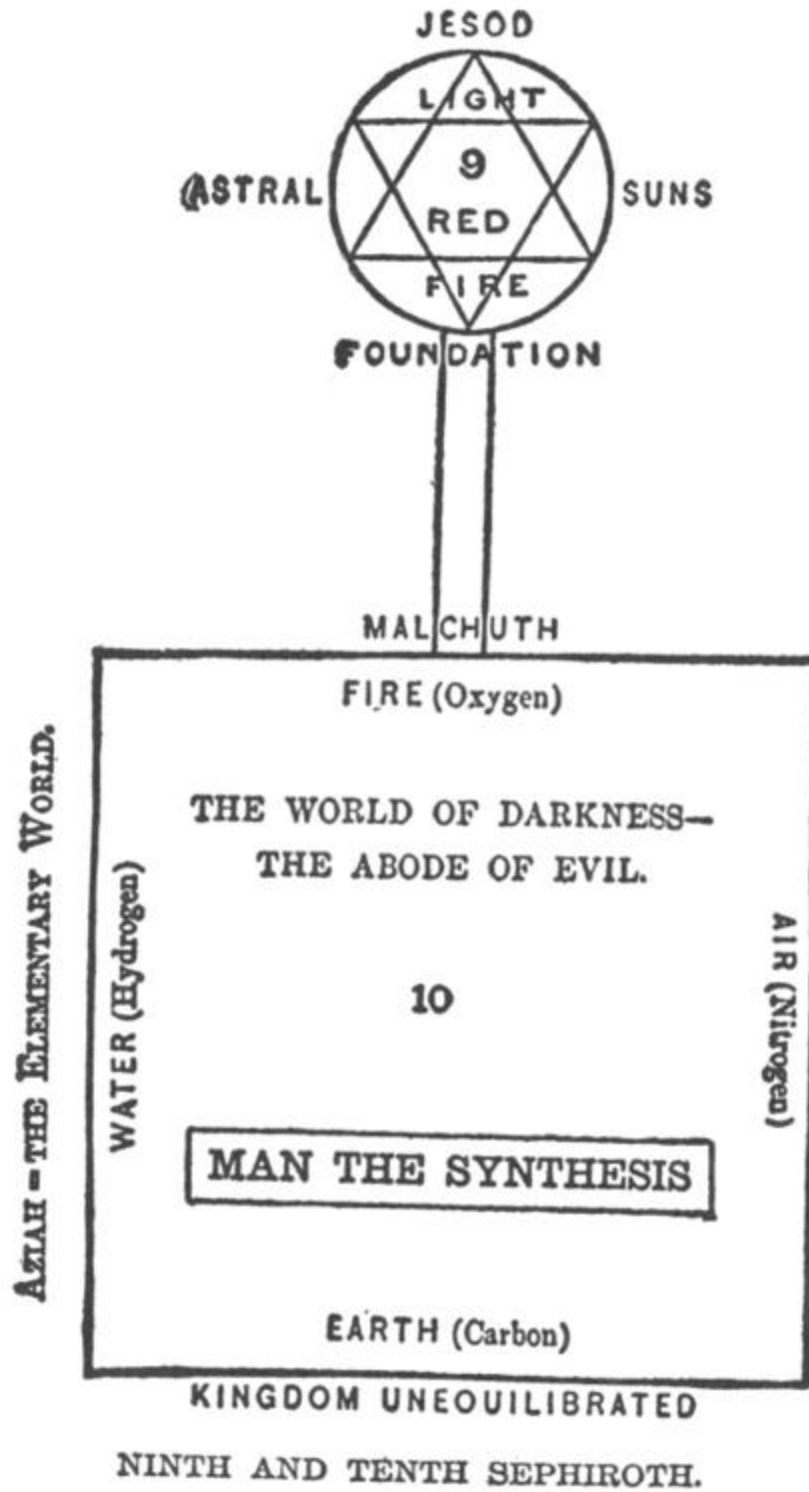 JESOD
LIGHT
9
ASTRAL SUNS
RED
FIRE
FOUNDATION
MALCHUTH
FIRE (Oxygen)
THE WORLD OF DARKNESS—
THE ABODE OF EVIL.
AZIAH = THE ELEMENTARY WORLD.
WATER (Hydrogen)
10
AIR (Nitrogen)
MAN THE SYNTHESIS
EARTH (Carbon)
KINGDOM UNEQUILIBRATED
NINTH AND TENTH SEPHIROTH.